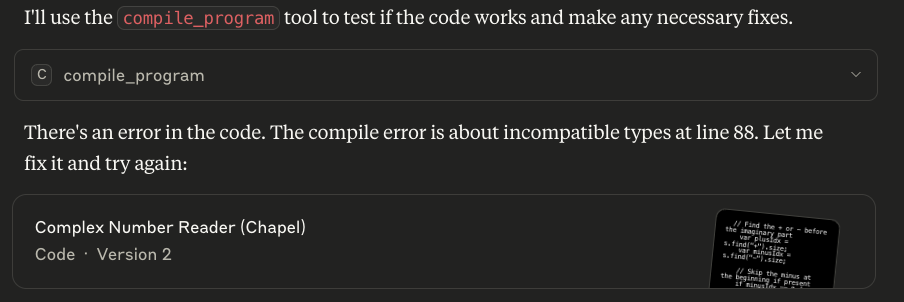 I'll use the compile_program tool to test if the code works and make any necessary fixes.
C compile_program
There's an error in the code. The compile error is about incompatible types at line 88. Let me
fix it and try again:
Complex Number Reader (Chapel)
Code · Version 2
// Find the + or - before
the imaginary part
var plusIdx =
s.find("+").size;
var minusIdx =
s.find("-").size;
// Skip the minus at
the beginning if present
if minusIdx == 0